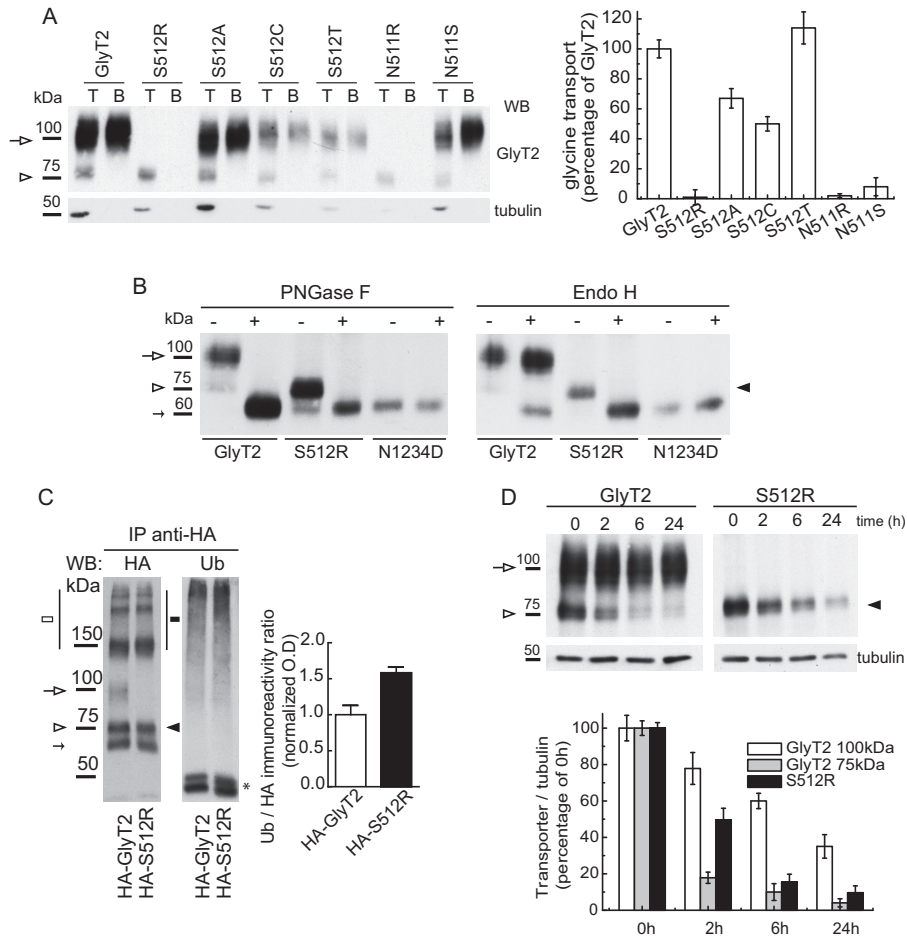 A
GlyT2 S512R S512A S512C S512T N511R N511S
kDa T B T B T B T B T B T B T B WB
100
GlyT2
75
50
tubulin
glycine transport
(percentage of GlyT2)
120
100
80
60
40
20
0
GlyT2 S512R S512A S512C S512T N511R N511S
B
PNGase F Endo H
kDa - + - + - + - + - + - +
100
75
60
GlyT2 S512R N1234D GlyT2 S512R N1234D
C
IP anti-HA
WB: HA Ub
kDa
150
100
75
50
*
HA-GlyT2 HA-S512R HA-GlyT2 HA-S512R
Ub / HA immunoreactivity ratio
(normalized O.D)
2.0
1.5
1.0
0.5
0.0
HA-GlyT2 HA-S512R
D
GlyT2 S512R
0 2 6 24 0 2 6 24 time (h)
100
75
50
tubulin
Transporter / tubulin
(percentage of 0h)
100
80
60
40
20
0
GlyT2 100kDa
GlyT2 75kDa
S512R
0h 2h 6h 24h